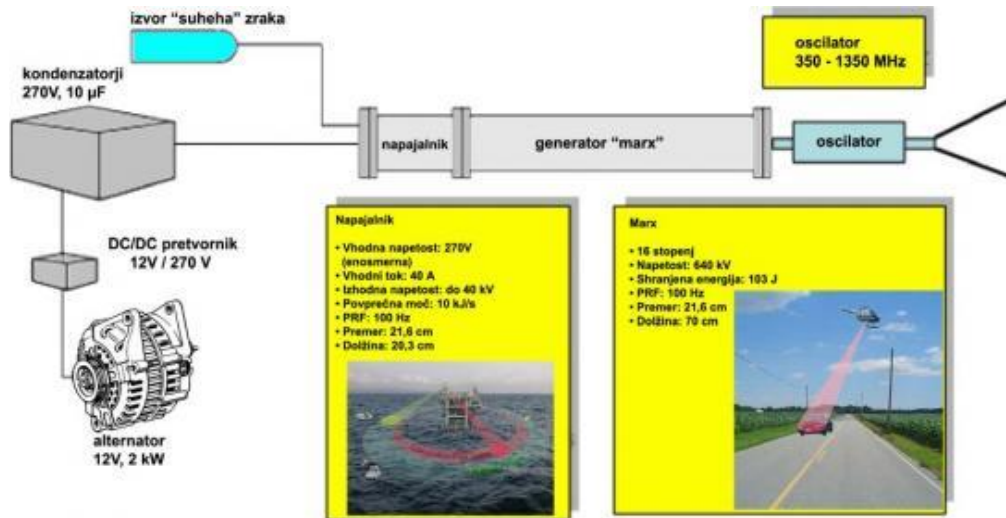 izvor “suheha” zraka
kondenzatorji
270V, 10 µF
DC/DC pretvornik
12V / 270 V
alternator
12V, 2 kW
napajalnik
generator “marx”
oscilator
oscilator
350 - 1350 MHz
Napajalnik
• Vhodna napetost: 270V
(enosmerna)
• Vhodni tok: 40 A
• Izhodna napetost: do 40 kV
• Povprečna moč: 10 kJ/s
• PRF: 100 Hz
• Premer: 21,6 cm
• Dolžina: 20,3 cm
Marx
• 16 stopenj
• Napetost: 640 kV
• Shranjena energija: 103 J
• PRF: 100 Hz
• Premer: 21,6 cm
• Dolžina: 70 cm